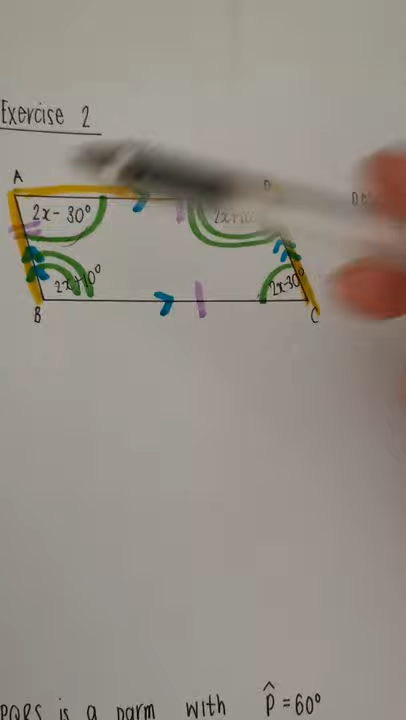 Exercise 2
A
2x - 30°
B
2x+10°
2x-30°
C
PQRS is a parm with P̂ = 60°